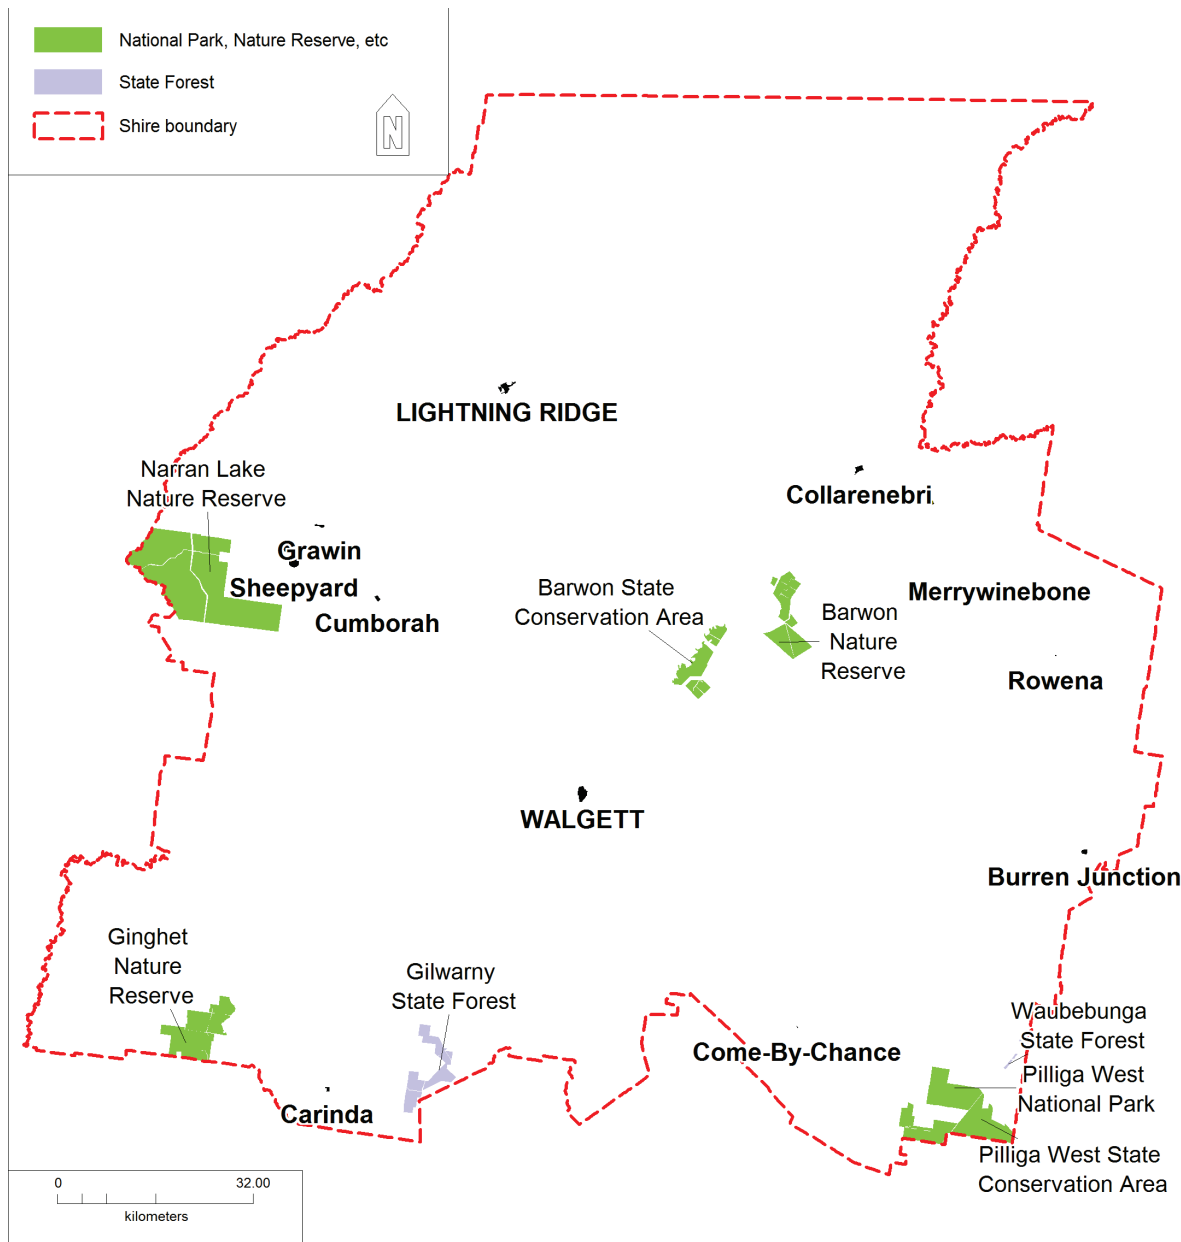 National Park, Nature Reserve, etc
State Forest
Shire boundary
N
LIGHTNING RIDGE
Narran Lake
Nature Reserve
Collarenebri
Grawin
Sheepyard
Cumborah
Barwon State
Conservation Area
Barwon
Nature
Reserve
Merrywinebone
Rowena
WALGETT
Burren Junction
Ginghet
Nature
Reserve
Gilwarny
State Forest
Come-By-Chance
Waubebunga
State Forest
Pilliga West
National Park
Carinda
Pilliga West State
Conservation Area
0 32.00
kilometers